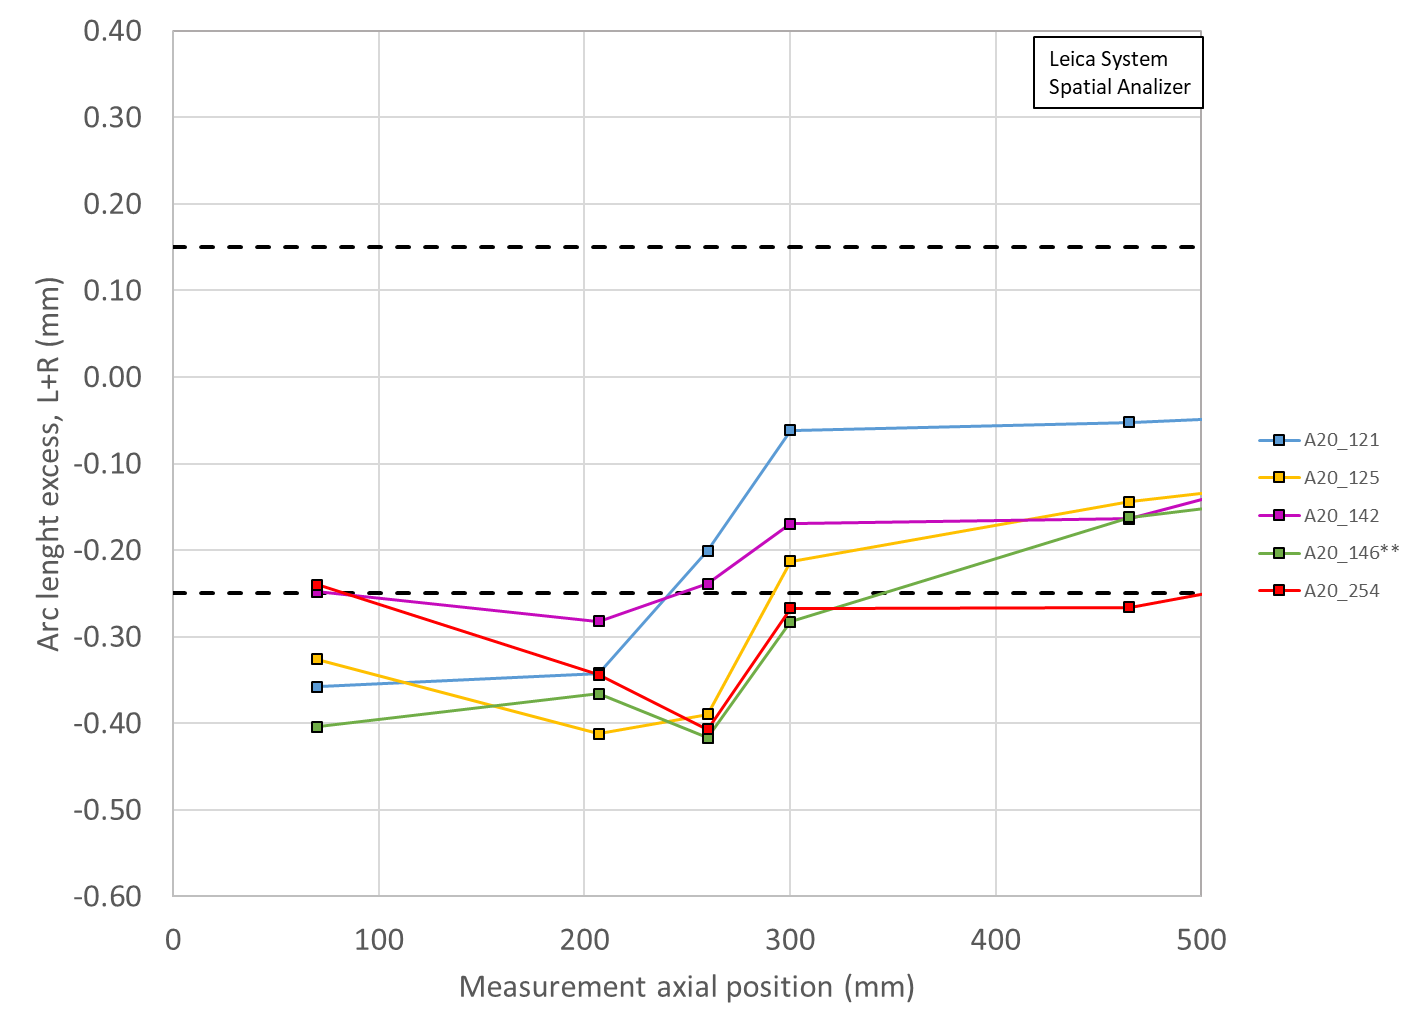 0.40
0.30
0.20
0.10
0.00
-0.10
-0.20
-0.30
-0.40
-0.50
-0.60
Arc lenght excess, L+R (mm)
Leica System
Spatial Analizer
A20_121
A20_125
A20_142
A20_146**
A20_254
0 100 200 300 400 500
Measurement axial position (mm)